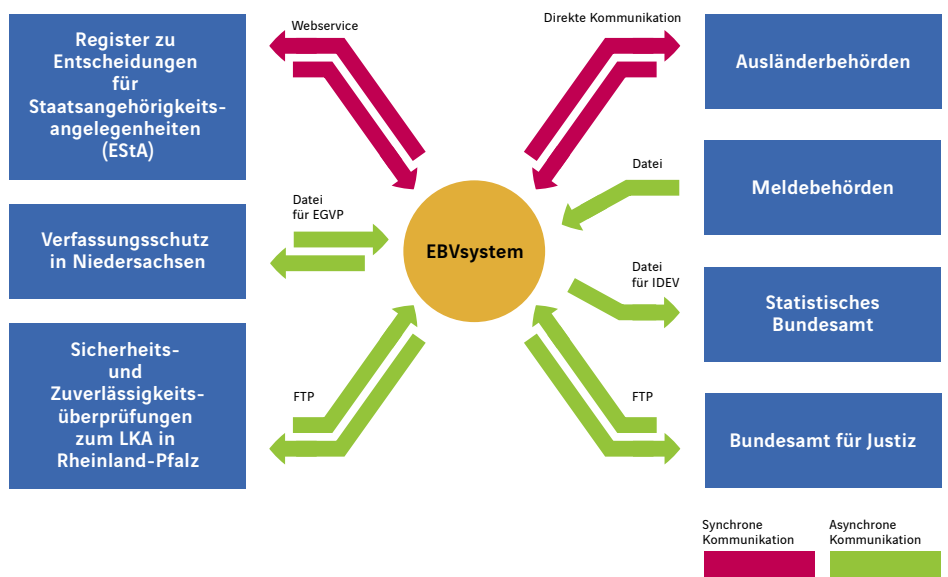 Webservice
Direkte Kommunikation
Register zu
Entscheidungen
für
Staatsangehörigkeits-
angelegenheiten
(EStA)
Ausländerbehörden
Datei
Meldebehörden
Datei
für EGVP
Verfassungsschutz
in Niedersachsen
EBVsystem
Datei
für IDEV
Statistisches
Bundesamt
Sicherheits-
und
Zuverlässigkeits-
überprüfungen
zum LKA in
Rheinland-Pfalz
FTP
FTP
Bundesamt für Justiz
Synchrone
Kommunikation
Asynchrone
Kommunikation